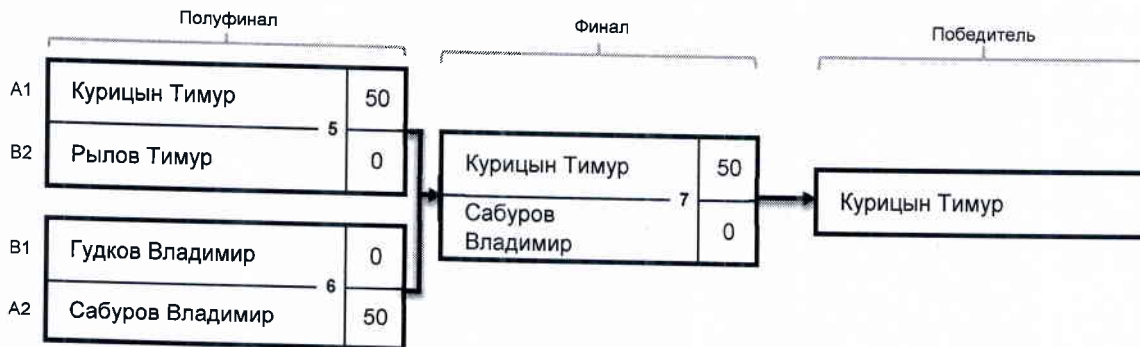 Полуфинал
Финал
Победитель
A1
Курицын Тимур
50
5
B2
Рылов Тимур
0
B1
Гудков Владимир
0
6
A2
Сабуров Владимир
50
Курицын Тимур
50
7
Сабуров
Владимир
0
Курицын Тимур